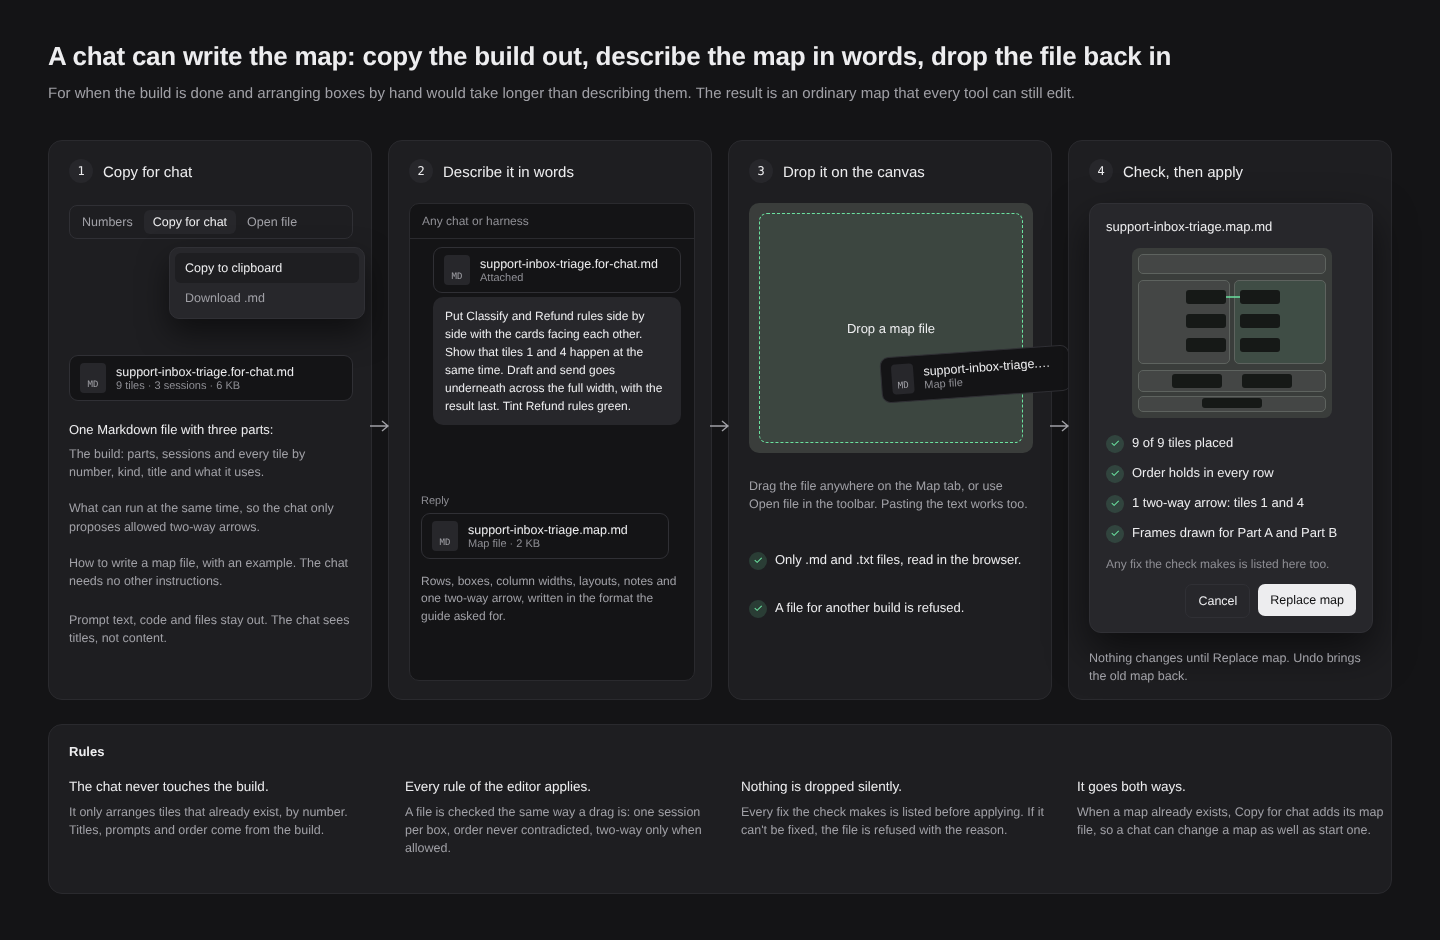 A chat can write the map: copy the build out, describe the map in words, drop the file back in
For when the build is done and arranging boxes by hand would take longer than describing them. The result is an ordinary map that every tool can still edit.
1 Copy for chat
Numbers Copy for chat Open file
Copy to clipboard
Download .md
MD
support-inbox-triage.for-chat.md
9 tiles · 3 sessions · 6 KB
One Markdown file with three parts:
The build: parts, sessions and every tile by
number, kind, title and what it uses.
What can run at the same time, so the chat only
proposes allowed two-way arrows.
How to write a map file, with an example. The chat
needs no other instructions.
Prompt text, code and files stay out. The chat sees
titles, not content.
2 Describe it in words
Any chat or harness
MD
support-inbox-triage.for-chat.md
Attached
Put Classify and Refund rules side by
side with the cards facing each other.
Show that tiles 1 and 4 happen at the
same time. Draft and send goes
underneath across the full width, with the
result last. Tint Refund rules green.
Reply
MD
support-inbox-triage.map.md
Map file · 2 KB
Rows, boxes, column widths, layouts, notes and
one two-way arrow, written in the format the
guide asked for.
3 Drop it on the canvas
Drop a map file
MD
support-inbox-triage.…
Map file
Drag the file anywhere on the Map tab, or use
Open file in the toolbar. Pasting the text works too.
Only .md and .txt files, read in the browser.
A file for another build is refused.
4 Check, then apply
support-inbox-triage.map.md
9 of 9 tiles placed
Order holds in every row
1 two-way arrow: tiles 1 and 4
Frames drawn for Part A and Part B
Any fix the check makes is listed here too.
Cancel Replace map
Nothing changes until Replace map. Undo brings
the old map back.
Rules
The chat never touches the build.
It only arranges tiles that already exist, by number.
Titles, prompts and order come from the build.
Every rule of the editor applies.
A file is checked the same way a drag is: one session
per box, order never contradicted, two-way only when
allowed.
Nothing is dropped silently.
Every fix the check makes is listed before applying. If it
can't be fixed, the file is refused with the reason.
It goes both ways.
When a map already exists, Copy for chat adds its map
file, so a chat can change a map as well as start one.